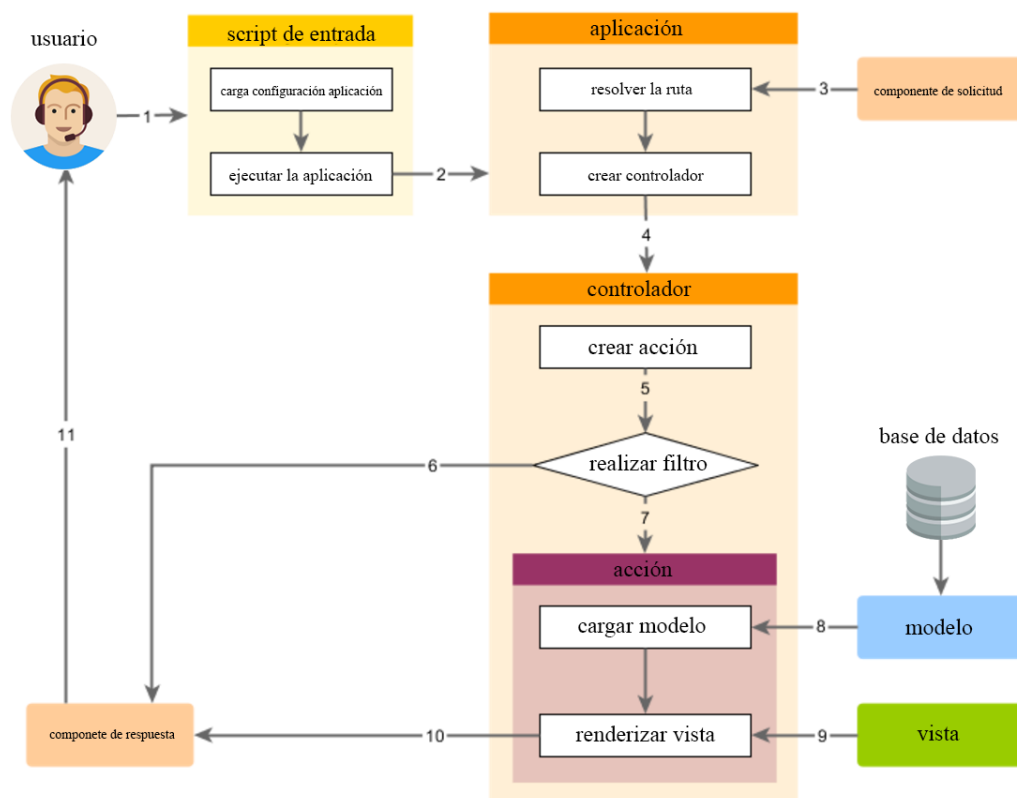 usuario
script de entrada
carga configuración aplicación
ejecutar la aplicación
1
2
aplicación
resolver la ruta
crear controlador
3
componente de solicitud
4
controlador
crear acción
5
realizar filtro
6
7
acción
cargar modelo
renderizar vista
base de datos
8
modelo
9
vista
10
componete de respuesta
11